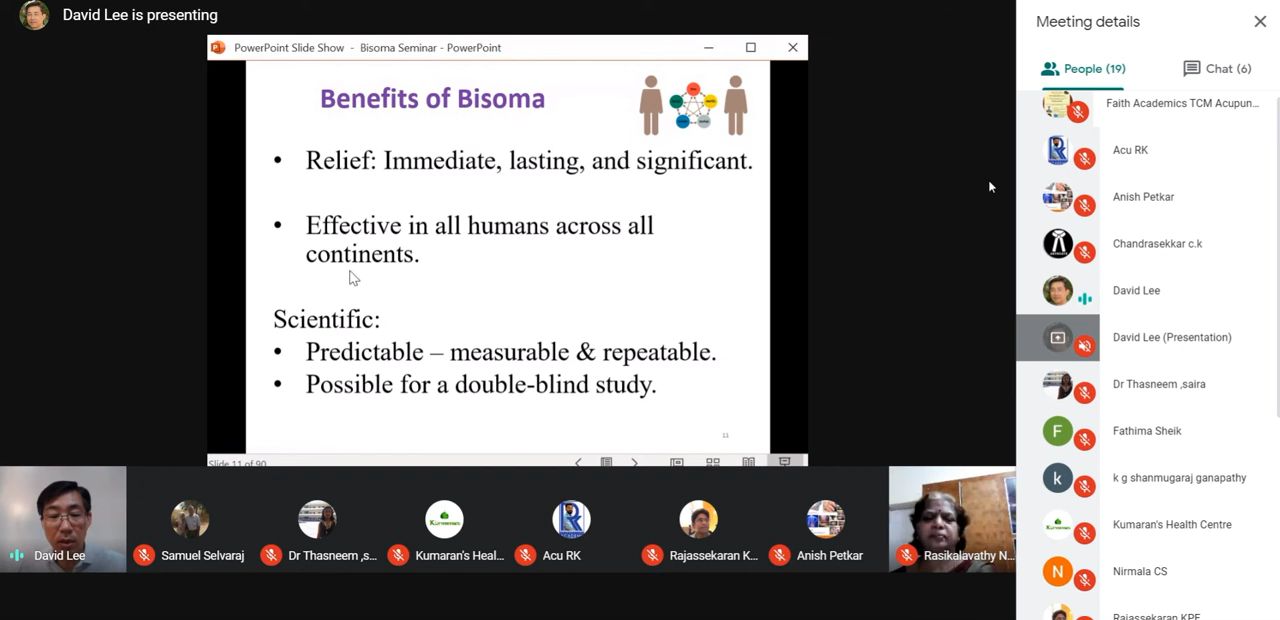 David Lee is presenting
PowerPoint Slide Show - Bisoma Seminar - PowerPoint
Benefits of Bisoma
• Relief: Immediate, lasting, and significant.
• Effective in all humans across all
continents.
Scientific:
• Predictable – measurable & repeatable.
• Possible for a double-blind study.
11
Slide 11 of 90
David Lee
Samuel Selvaraj
Dr Thasneem ,s...
Kumaran's Heal...
Acu RK
Rajassekaran K...
Anish Petkar
Rasikalavathy N...
Meeting details
People (19)
Chat (6)
Faith Academics TCM Acupun...
Acu RK
Anish Petkar
Chandrasekkar c.k
David Lee
David Lee (Presentation)
Dr Thasneem ,saira
F
Fathima Sheik
k
k g shanmugaraj ganapathy
Kumaran's Health Centre
N
Nirmala CS
Rajassekaran KPE